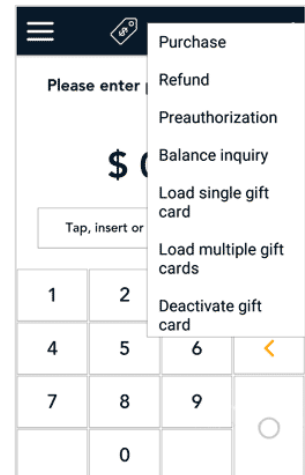 Purchase
Please enter
Refund
Preauthorization
$
Balance inquiry
Load single gift
card
Tap, insert or
Load multiple gift
cards
Deactivate gift
card
1 2
4 5 6
7 8 9
0